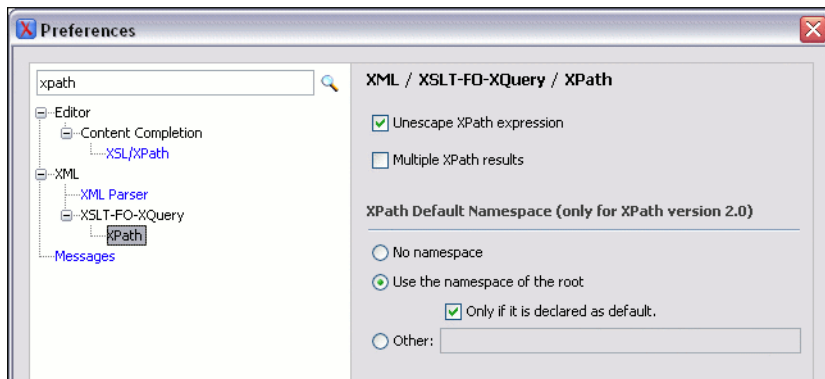 Preferences
xpath
Editor
Content Completion
XSL/XPath
XML
XML Parser
XSLT-FO-XQuery
XPath
Messages
XML / XSLT-FO-XQuery / XPath
Unescape XPath expression
Multiple XPath results
XPath Default Namespace (only for XPath version 2.0)
No namespace
Use the namespace of the root
Only if it is declared as default.
Other: